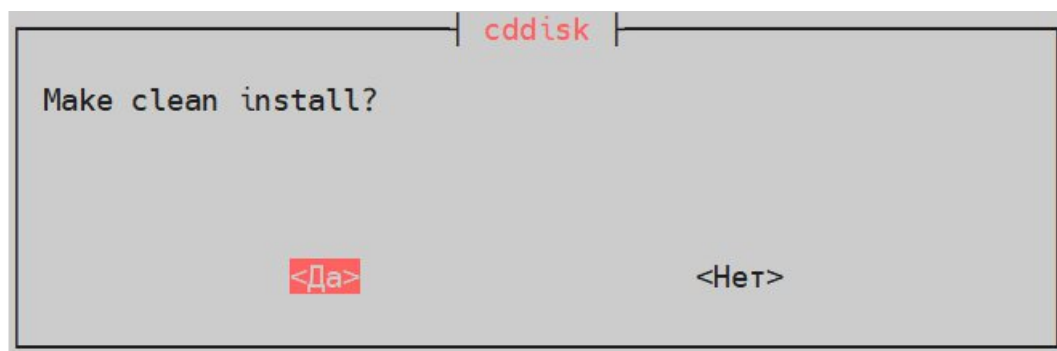 cddisk
Make clean install?
<Да> <Нет>